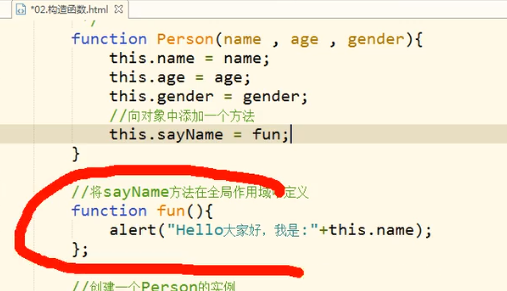 *02.构造函数.html
*/
function Person(name , age , gender){
this.name = name;
this.age = age;
this.gender = gender;
//向对象中添加一个方法
this.sayName = fun;
}
//将sayName方法在全局作用域 定义
function fun(){
alert("Hello大家好，我是:"+this.name);
};
//创建一个Person的实例